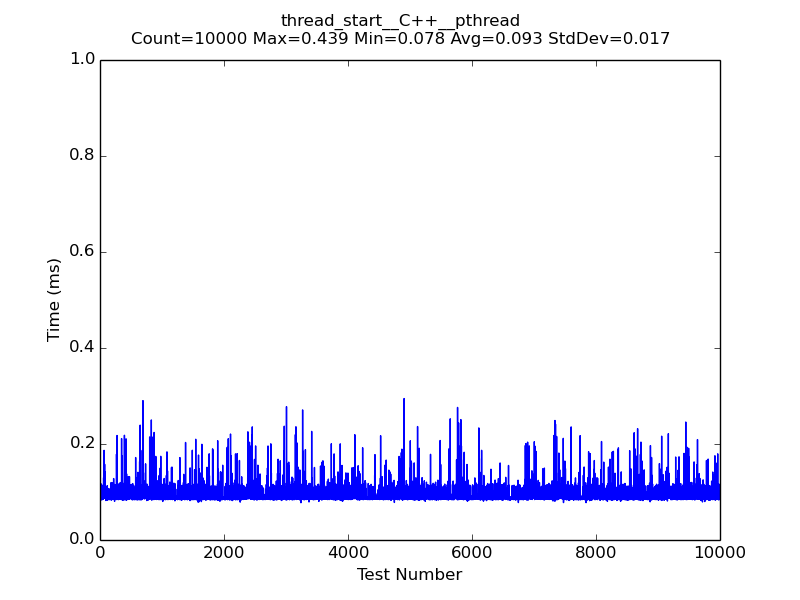 thread_start__C++__pthread
Count=10000 Max=0.439 Min=0.078 Avg=0.093 StdDev=0.017
1.0
0.8
0.6
0.4
0.2
0.0
Time (ms)
0 2000 4000 6000 8000 10000
Test Number